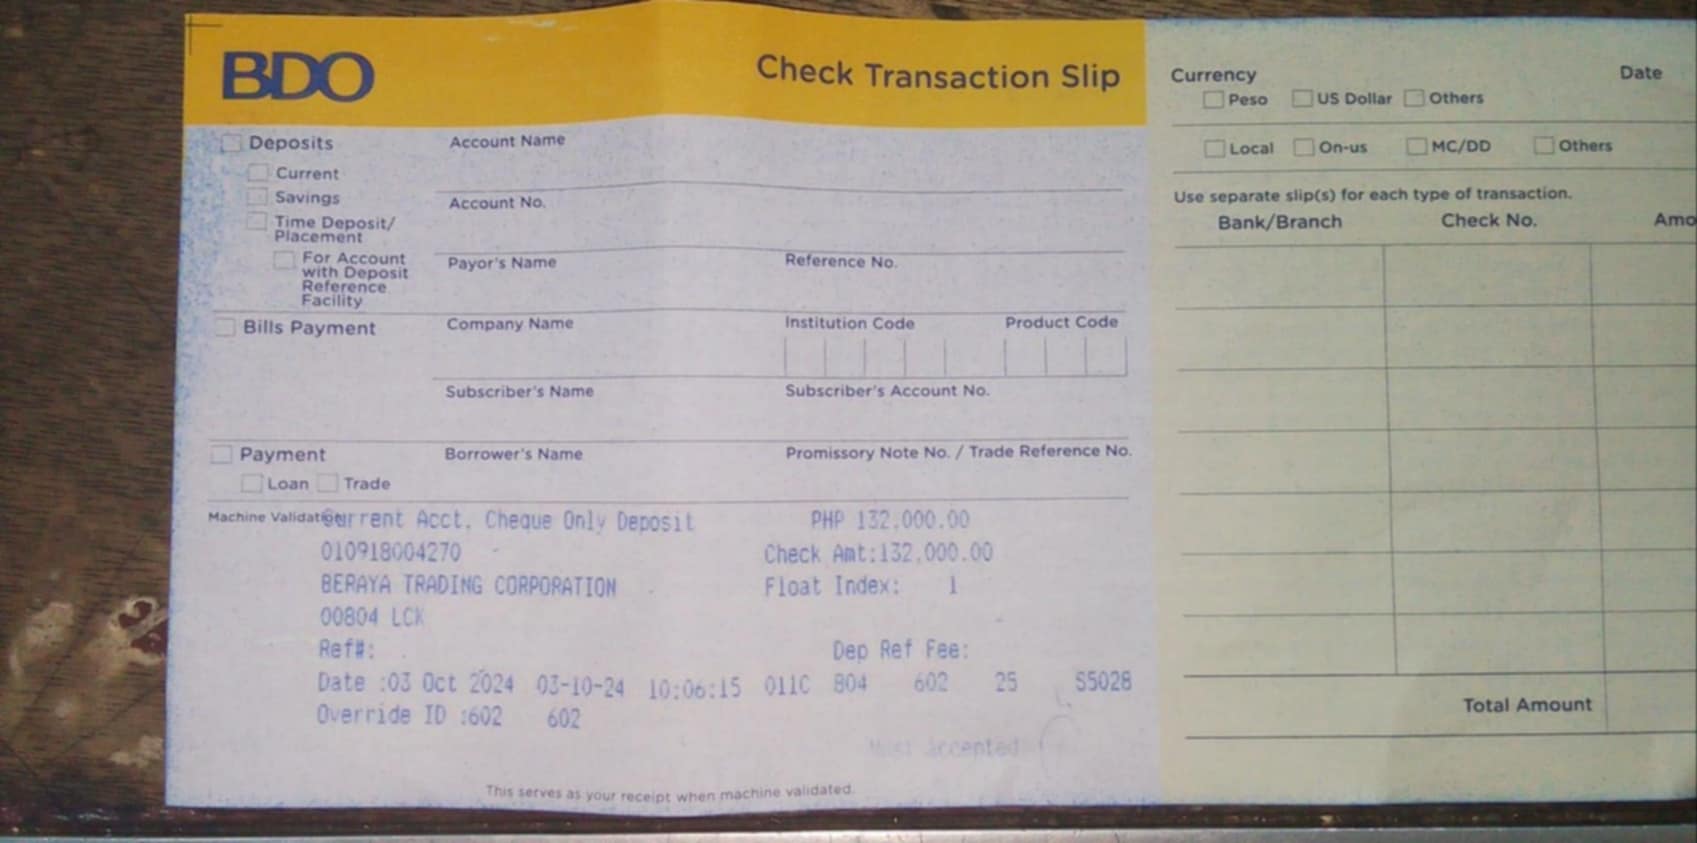 BDO
Check Transaction Slip
Deposits
Current
Savings
Time Deposit/
Placement
For Account
with Deposit
Reference
Facility
Account Name
Account No.
Payor's Name Reference No.
Bills Payment
Company Name Institution Code Product Code
Subscriber's Name Subscriber's Account No.
Payment
Loan Trade
Borrower's Name Promissory Note No. / Trade Reference No.
Machine Validation
Current Acct. Cheque Only Deposit PHP 132,000.00
010918004270 Check Amt:132,000.00
BERAYA TRADING CORPORATION Float Index: 1
00804 LCK
Ref#: Dep Ref Fee:
Date :03 Oct 2024 03-10-24 10:06:15 011C 804 602 25 S5028
Override ID :602 602
accepted
This serves as your receipt when machine validated.
Currency Date
Peso US Dollar Others
Local On-us MC/DD Others
Use separate slip(s) for each type of transaction.
Bank/Branch Check No. Amo
Total Amount